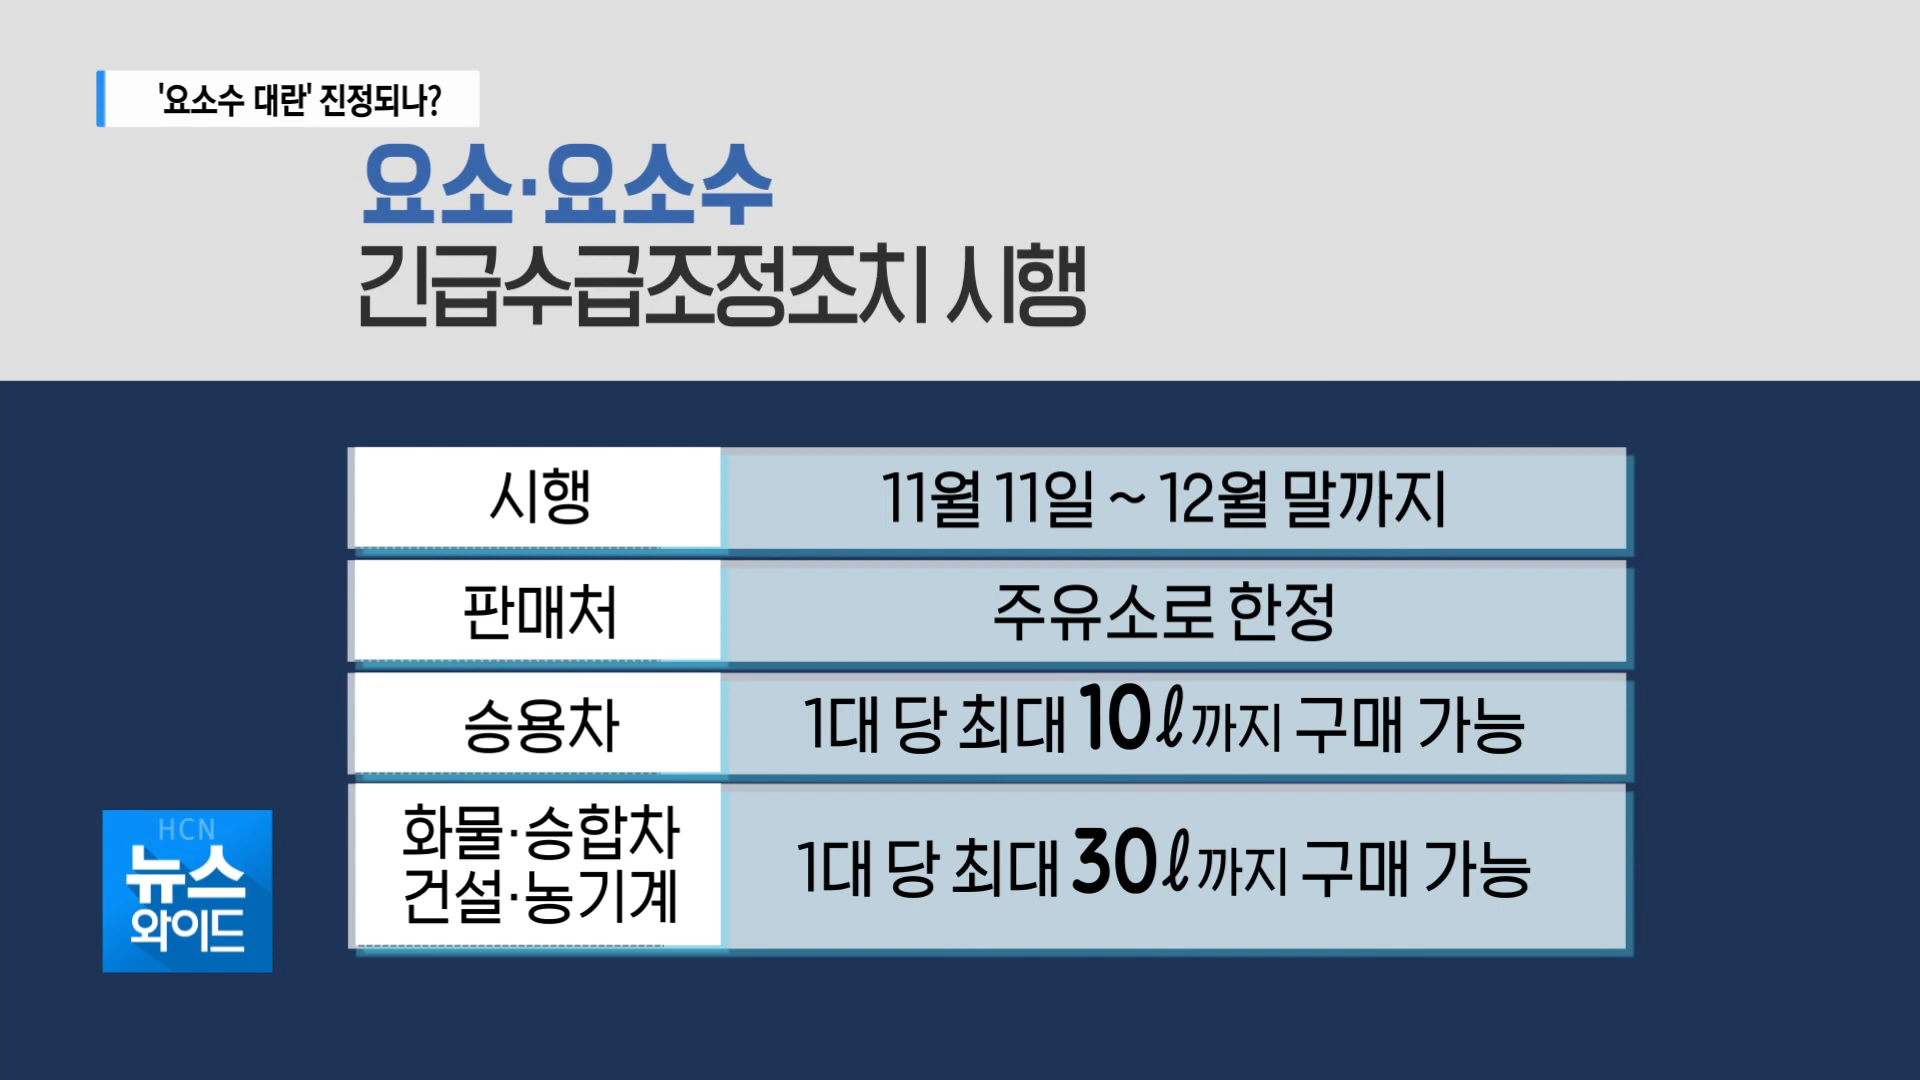 '요소수 대란' 진정되나?
요소·요소수
긴급수급조정조치 시행
시행
11월 11일 ~ 12월 말까지
판매처
주유소로 한정
승용차
1대 당 최대 10ℓ까지 구매 가능
화물·승합차
건설·농기계
1대 당 최대 30ℓ까지 구매 가능
HCN
뉴스
와이드